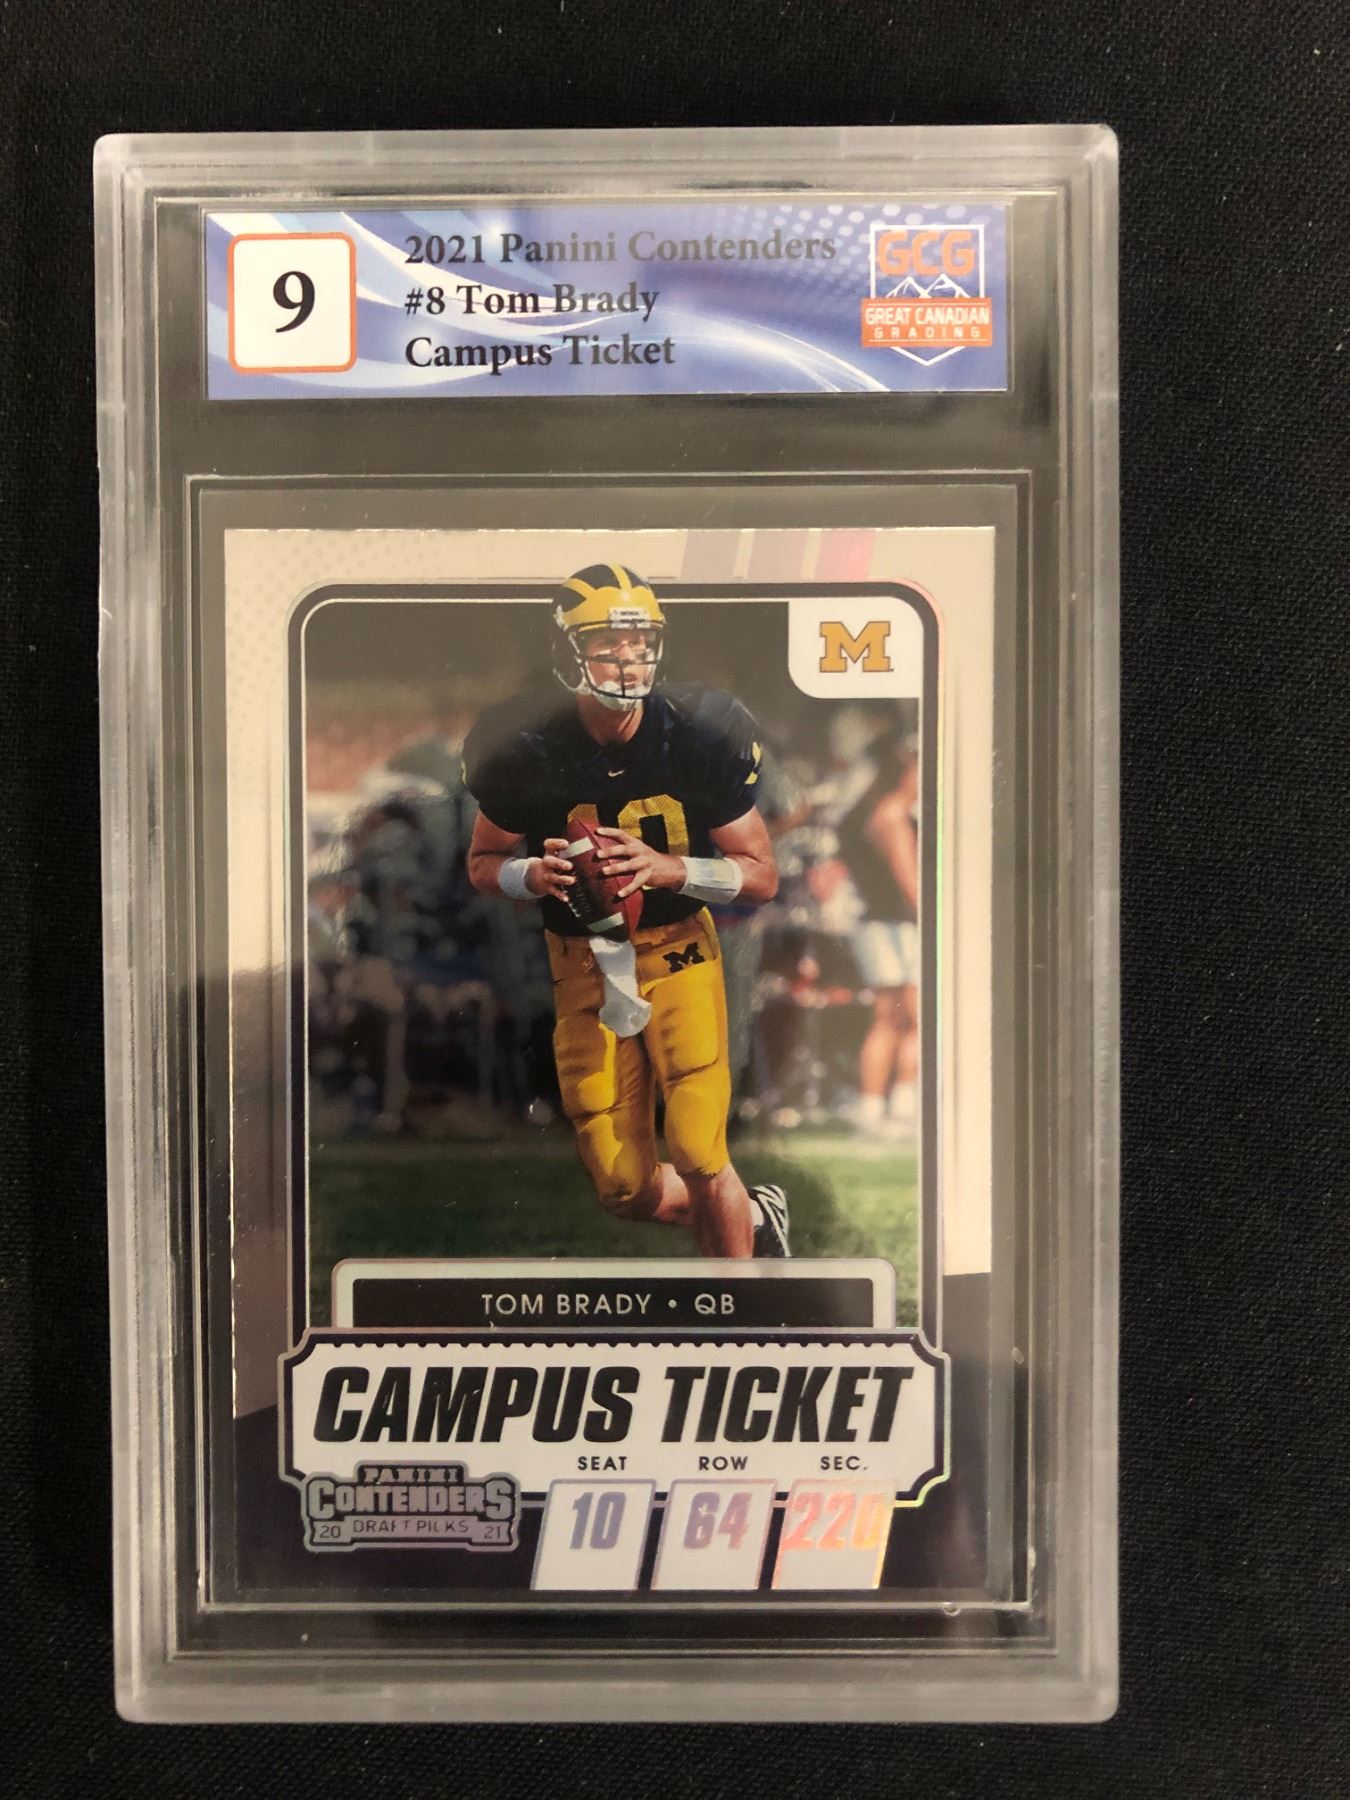 9
2021 Panini Contenders
#8 Tom Brady
Campus Ticket
GCG
GREAT CANADIAN
GRADING
M
10
M
TOM BRADY • QB
CAMPUS TICKET
SEAT ROW SEC.
PANINI
CONTENDERS
20 DRAFT PICKS 21
10 64 220